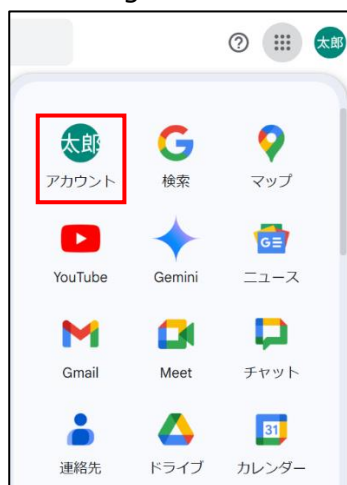 太郎
太郎
アカウント
検索
マップ
GE
YouTube
Gemini
ニュース
Gmail
Meet
チャット
31
連絡先
ドライブ
カレンダー